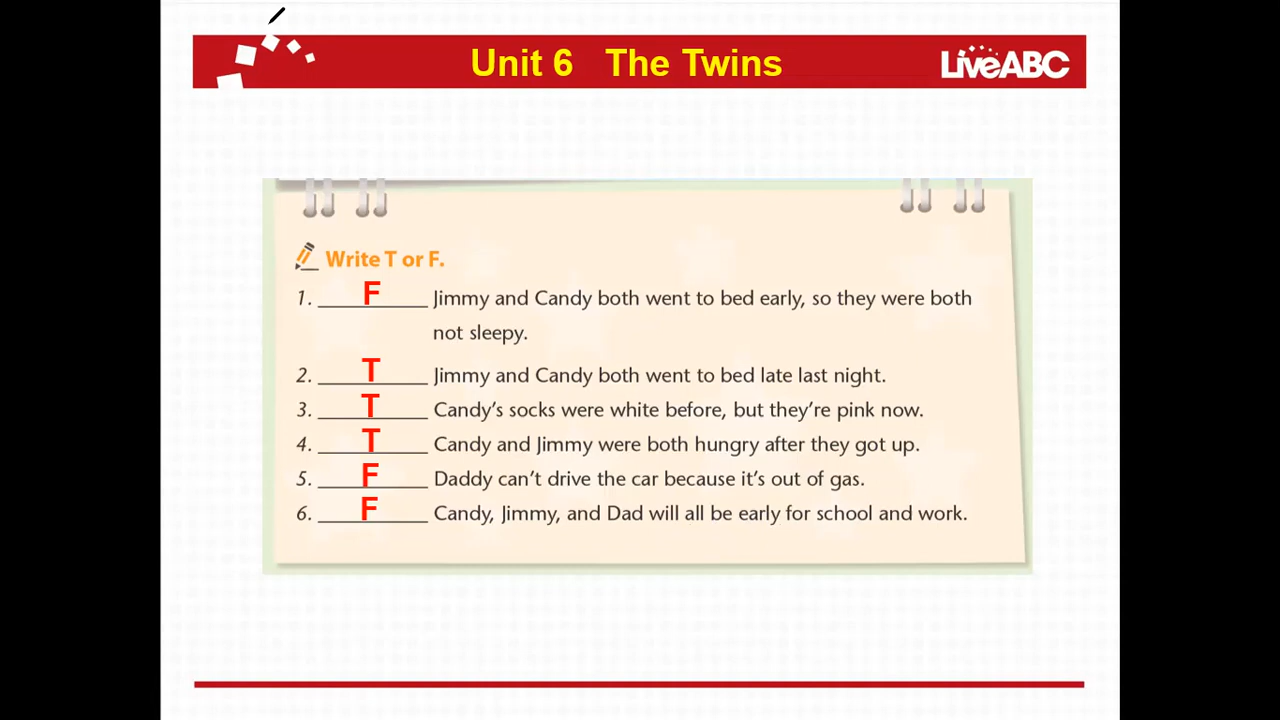 Unit 6 The Twins
LiveABC
Write T or F.
1. F Jimmy and Candy both went to bed early, so they were both
not sleepy.
2. T Jimmy and Candy both went to bed late last night.
3. T Candy’s socks were white before, but they’re pink now.
4. T Candy and Jimmy were both hungry after they got up.
5. F Daddy can’t drive the car because it’s out of gas.
6. F Candy, Jimmy, and Dad will all be early for school and work.